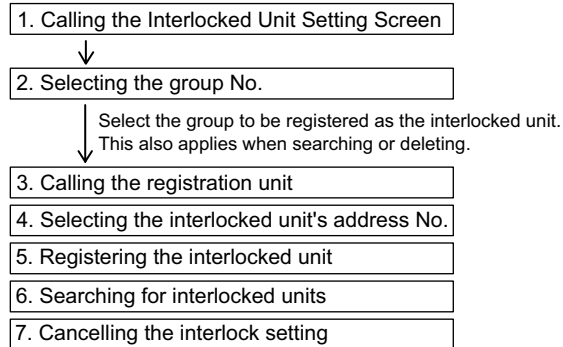 1. Calling the Interlocked Unit Setting Screen
2. Selecting the group No.
Select the group to be registered as the interlocked unit.
This also applies when searching or deleting.
3. Calling the registration unit
4. Selecting the interlocked unit's address No.
5. Registering the interlocked unit
6. Searching for interlocked units
7. Cancelling the interlock setting